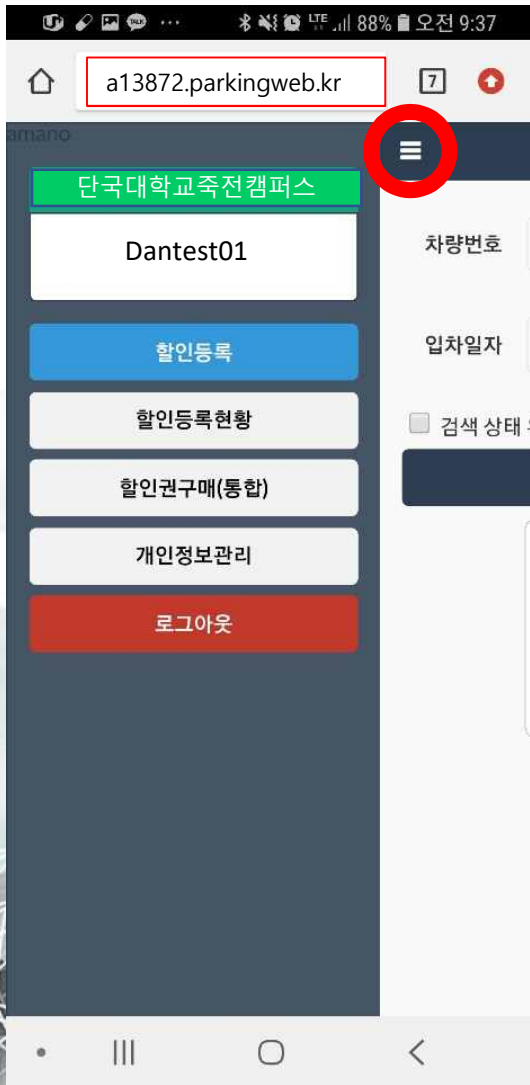 LTE 88% 오전 9:37
a13872.parkingweb.kr
7
amano
단국대학교죽전캠퍼스
Dantest01
할인등록
할인등록현황
할인권구매(통합)
개인정보관리
로그아웃
차량번호
입차일자
검색 상태